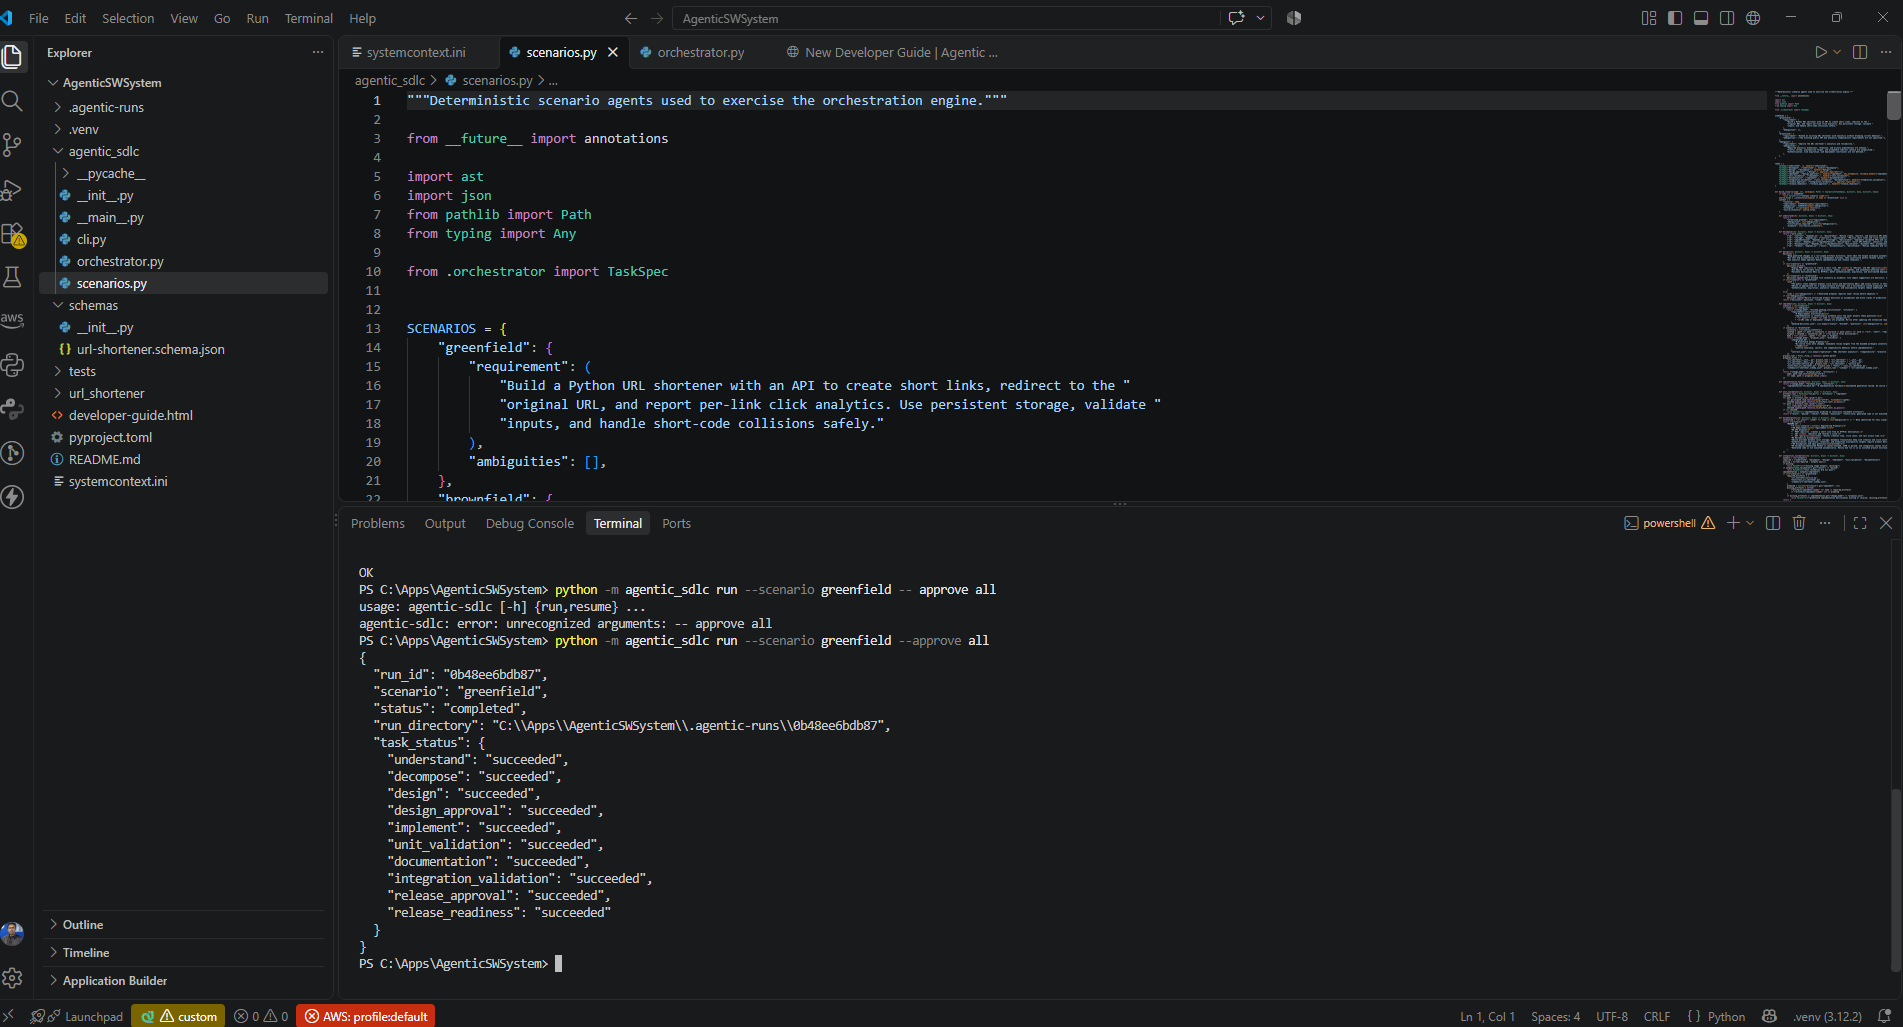 File Edit Selection View Go Run Terminal Help
AgenticSWSystem
Explorer
AgenticSWSystem
.agentic-runs
.venv
agentic_sdlc
__pycache__
__init__.py
__main__.py
cli.py
orchestrator.py
scenarios.py
schemas
__init__.py
url-shortener.schema.json
tests
url_shortener
developer-guide.html
pyproject.toml
README.md
systemcontext.ini
aws
Outline
Timeline
Application Builder
systemcontext.ini scenarios.py orchestrator.py New Developer Guide | Agentic ...
agentic_sdlc > scenarios.py > ...
1 """Deterministic scenario agents used to exercise the orchestration engine."""
2
3 from __future__ import annotations
4
5 import ast
6 import json
7 from pathlib import Path
8 from typing import Any
9
10 from .orchestrator import TaskSpec
11
12
13 SCENARIOS = {
14 "greenfield": {
15 "requirement": (
16 "Build a Python URL shortener with an API to create short links, redirect to the "
17 "original URL, and report per-link click analytics. Use persistent storage, validate "
18 "inputs, and handle short-code collisions safely."
19 ),
20 "ambiguities": [],
21 },
22 "brownfield": {
Problems Output Debug Console Terminal Ports
powershell
OK
PS C:\Apps\AgenticSWSystem> python -m agentic_sdlc run --scenario greenfield -- approve all
usage: agentic-sdlc [-h] {run,resume} ...
agentic-sdlc: error: unrecognized arguments: -- approve all
PS C:\Apps\AgenticSWSystem> python -m agentic_sdlc run --scenario greenfield --approve all
{
"run_id": "0b48ee6bdb87",
"scenario": "greenfield",
"status": "completed",
"run_directory": "C:\\Apps\\AgenticSWSystem\\.agentic-runs\\0b48ee6bdb87",
"task_status": {
"understand": "succeeded",
"decompose": "succeeded",
"design": "succeeded",
"design_approval": "succeeded",
"implement": "succeeded",
"unit_validation": "succeeded",
"documentation": "succeeded",
"integration_validation": "succeeded",
"release_approval": "succeeded",
"release_readiness": "succeeded"
}
}
PS C:\Apps\AgenticSWSystem>
Launchpad custom 0 0 AWS: profile:default Ln 1, Col 1 Spaces: 4 UTF-8 CRLF { } Python .venv (3.12.2)